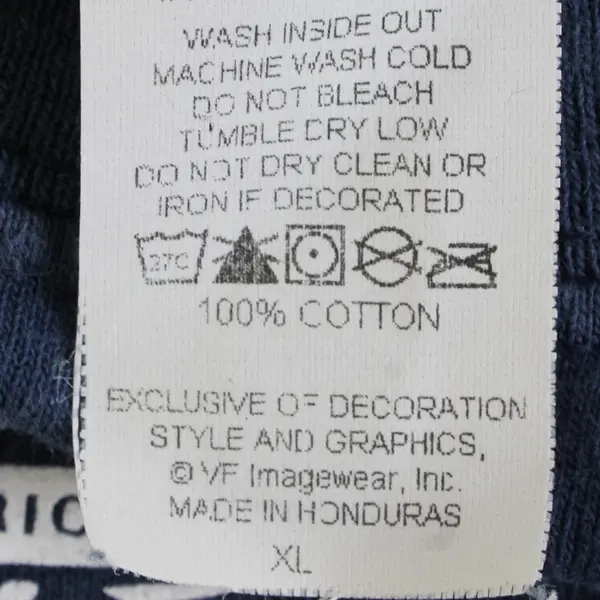 WASH INSIDE OUT
MACHINE WASH COLD
DO NOT BLEACH
TUMBLE DRY LOW
DO NOT DRY CLEAN OR
IRON IF DECORATED
27C
100% COTTON
EXCLUSIVE OF DECORATION
STYLE AND GRAPHICS,
© VF Imagewear, Inc.
MADE IN HONDURAS
XL